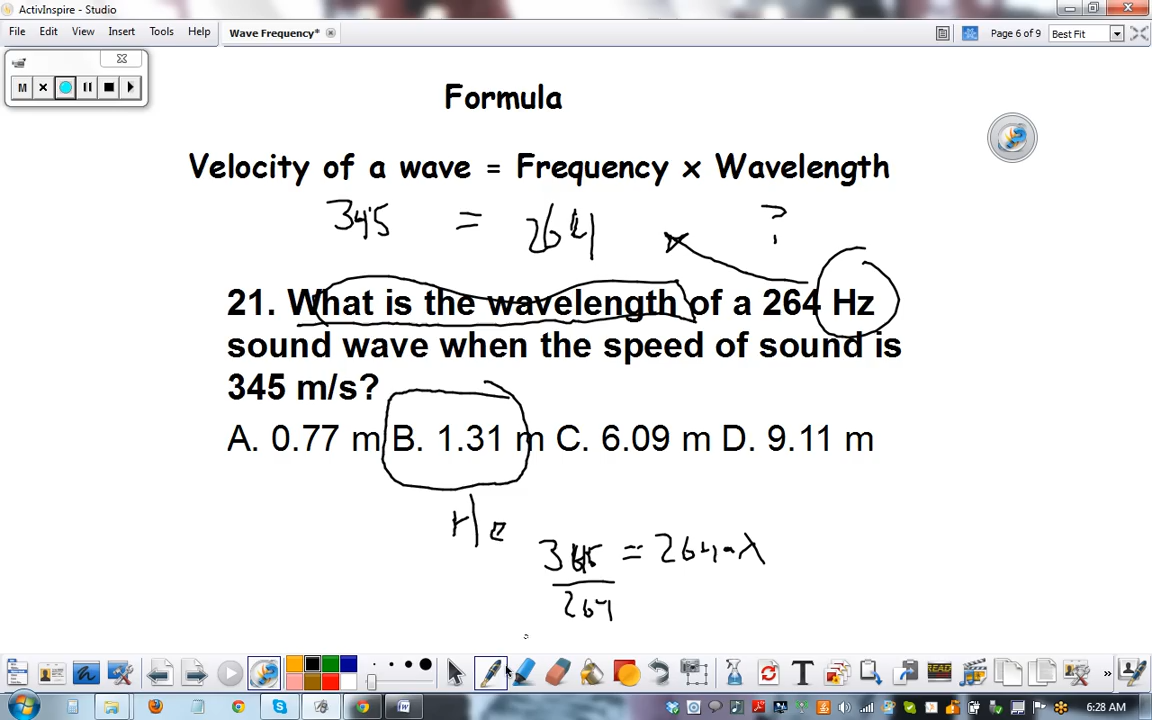 ActivInspire - Studio
File Edit View Insert Tools Help
Wave Frequency*
Page 6 of 9
Best Fit
M
Formula
Velocity of a wave = Frequency x Wavelength
345 = 264 x ?
21. What is the wavelength of a 264 Hz
sound wave when the speed of sound is
345 m/s?
A. 0.77 m B. 1.31 m C. 6.09 m D. 9.11 m
Hz
345 = 264 λ
264
T
READ
6:28 AM